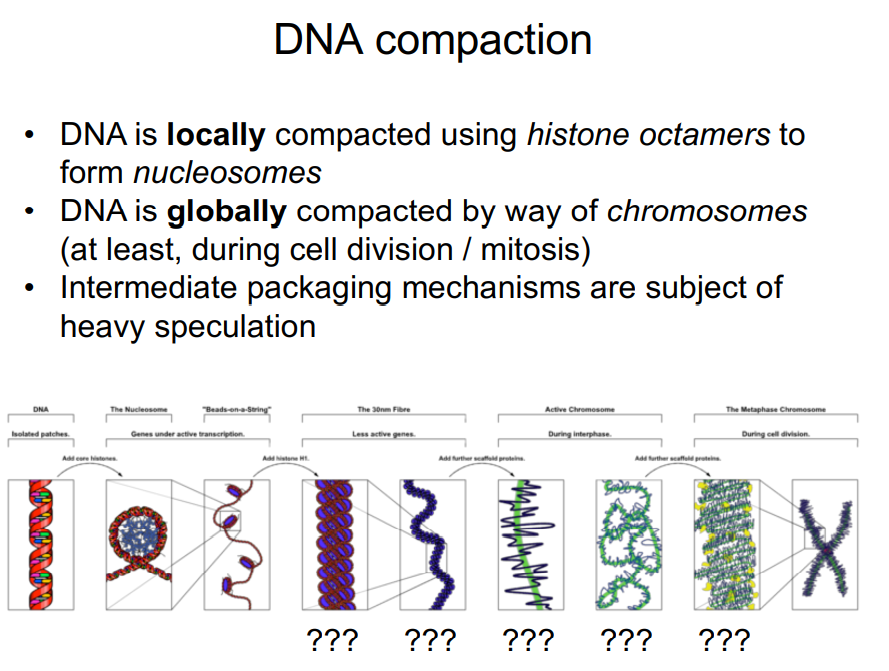 DNA compaction
• DNA is locally compacted using histone octamers to
form nucleosomes
• DNA is globally compacted by way of chromosomes
(at least, during cell division / mitosis)
• Intermediate packaging mechanisms are subject of
heavy speculation
DNA The Nucleosome "Beads-on-a-String" The 30nm Fibre Active Chromosome The Metaphase Chromosome
Isolated patches. Genes under active transcription. Less active genes. During interphase. During cell division.
Add core histones. Add histone H1. Add further scaffold proteins. Add further scaffold proteins.
??? ??? ??? ??? ???